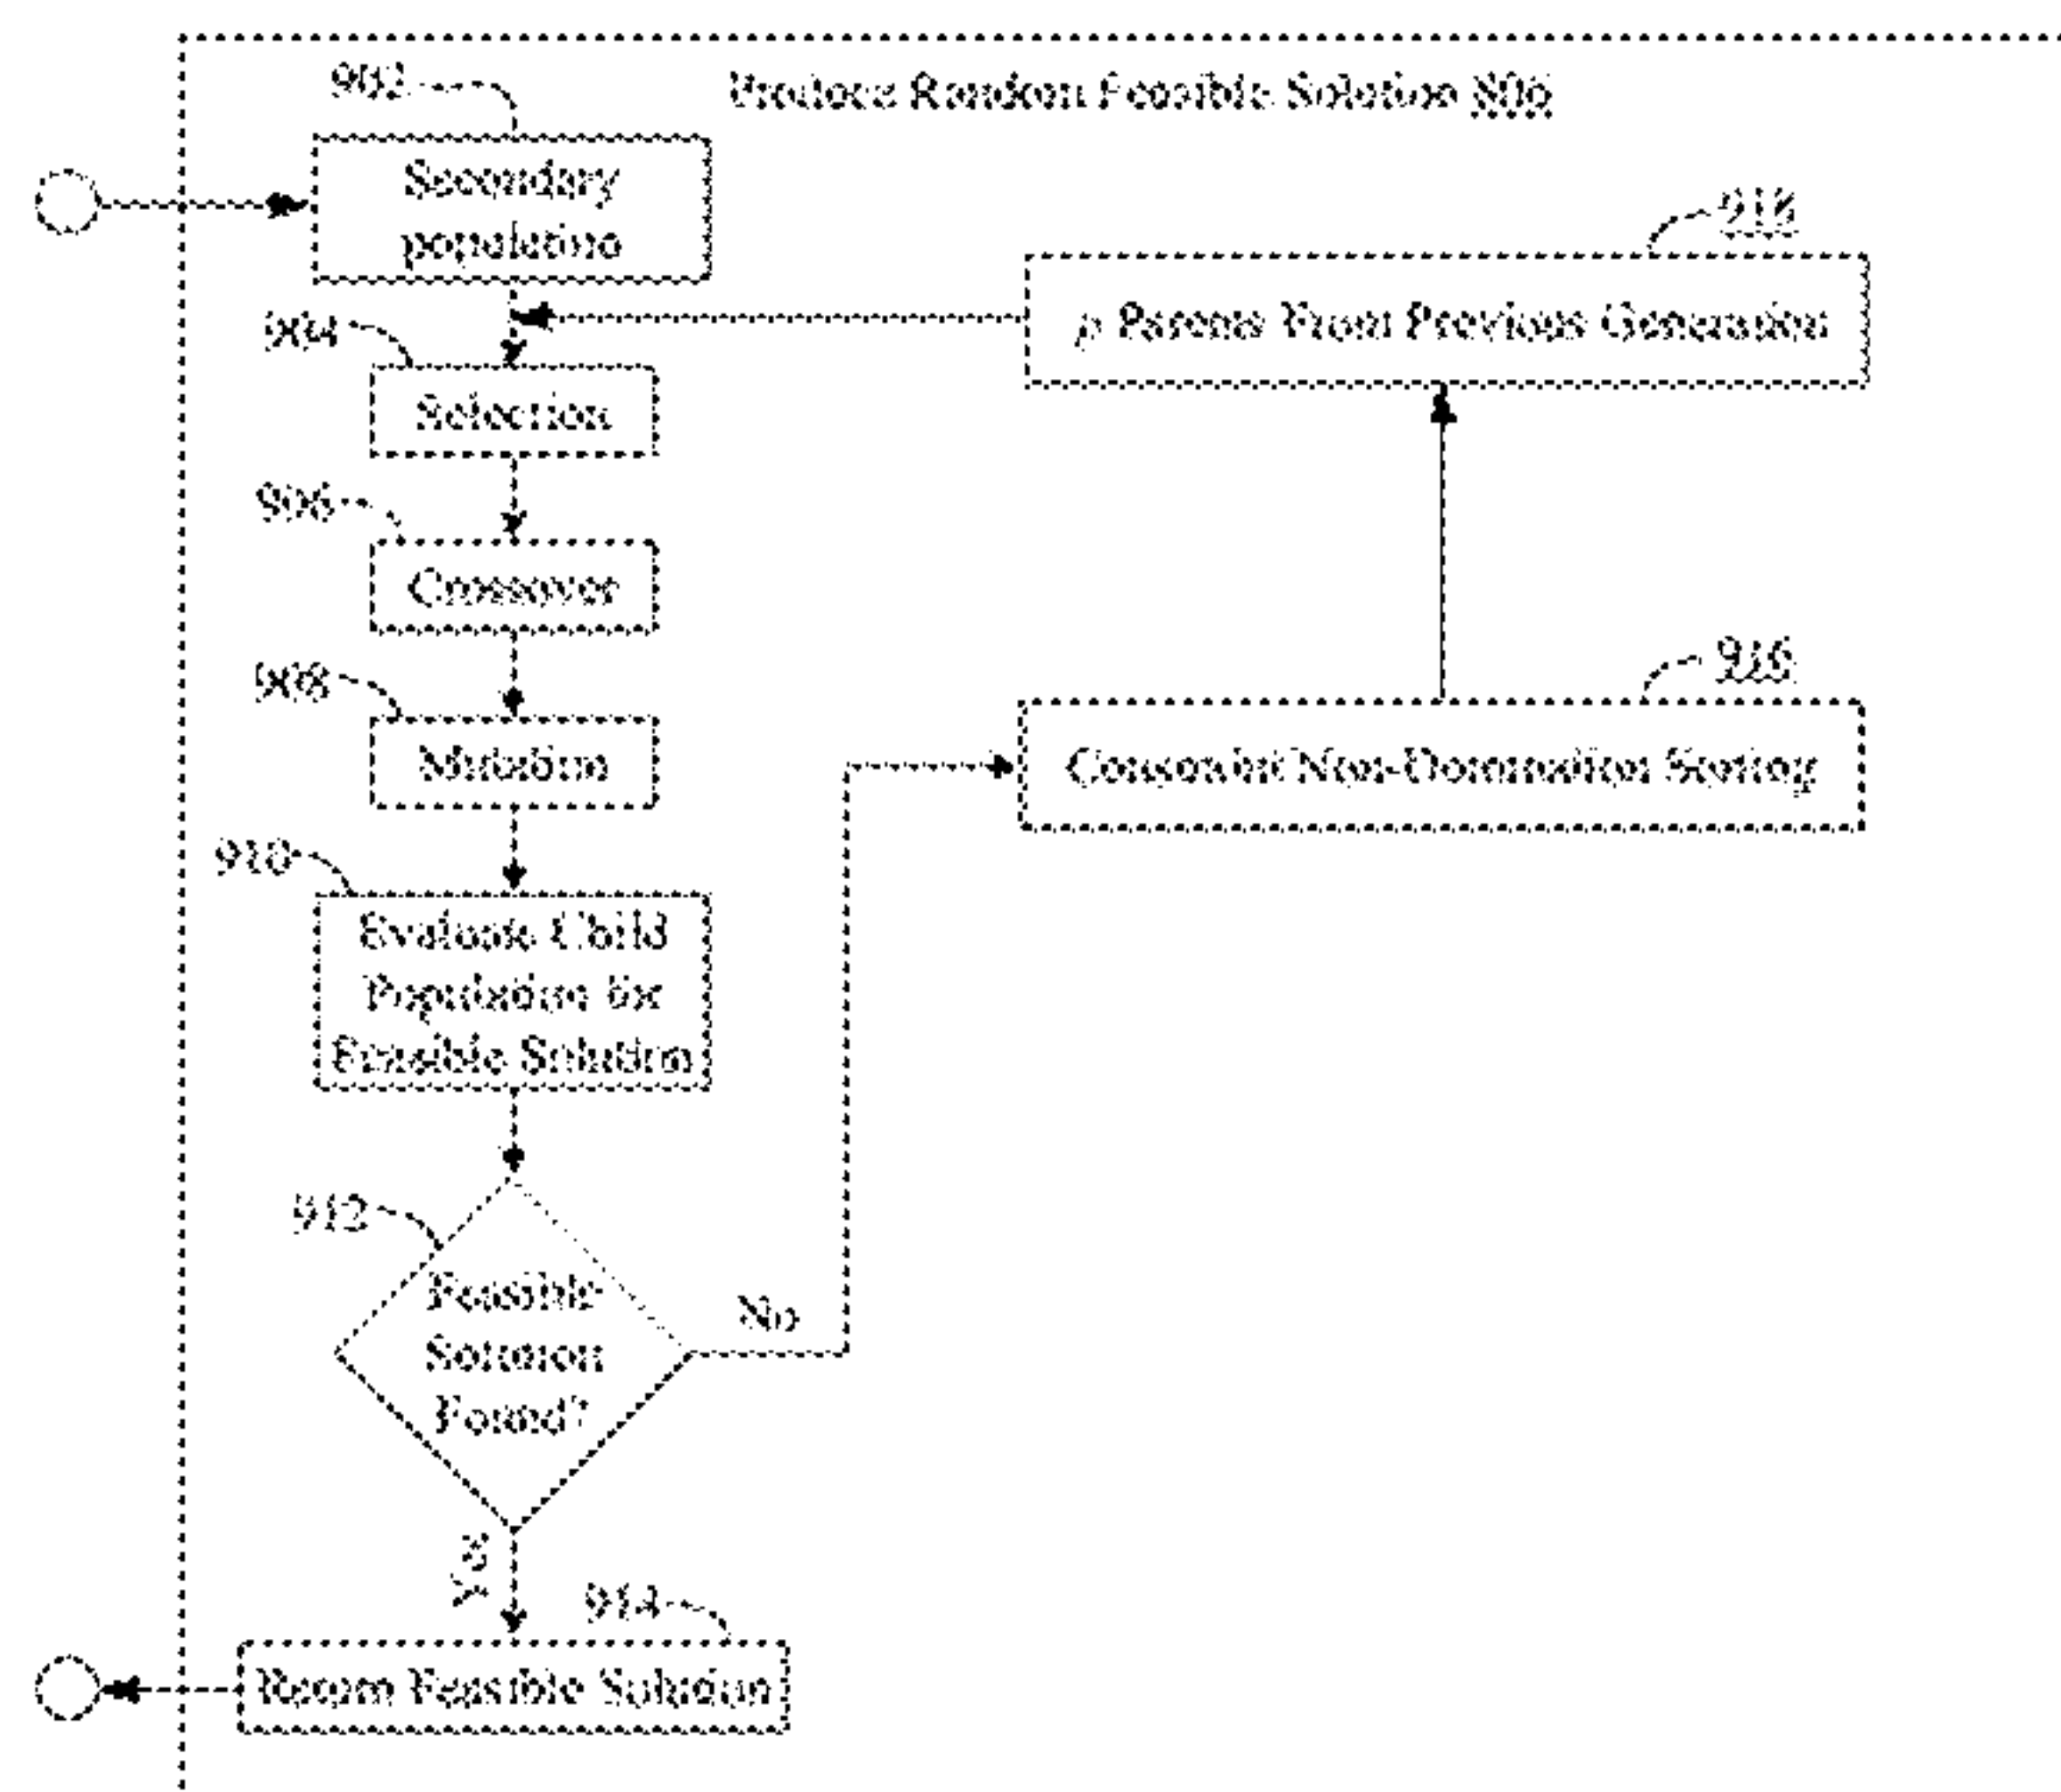 902
Produce Random Feasible Solution 806
Secondary
population
918
μ Parents From Previous Generation
904
Selection
906
Crossover
908
Mutation
916
Constraint Non-Domination Sorting
910
Evaluate Child
Population for
Feasible Solution
912
Feasible
Solution
Found?
No
Yes
914
Return Feasible Solution